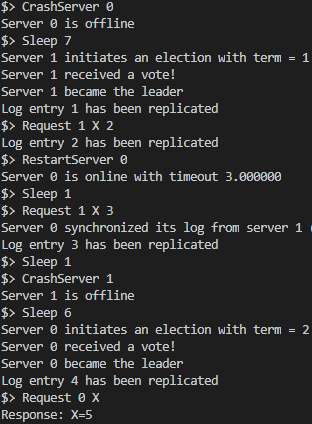 $> CrashServer 0
Server 0 is offline
$> Sleep 7
Server 1 initiates an election with term = 1
Server 1 received a vote!
Server 1 became the leader
Log entry 1 has been replicated
$> Request 1 X 2
Log entry 2 has been replicated
$> RestartServer 0
Server 0 is online with timeout 3.000000
$> Sleep 1
$> Request 1 X 3
Server 0 synchronized its log from server 1 (
Log entry 3 has been replicated
$> Sleep 1
$> CrashServer 1
Server 1 is offline
$> Sleep 6
Server 0 initiates an election with term = 2
Server 0 received a vote!
Server 0 became the leader
Log entry 4 has been replicated
$> Request 0 X
Response: X=5